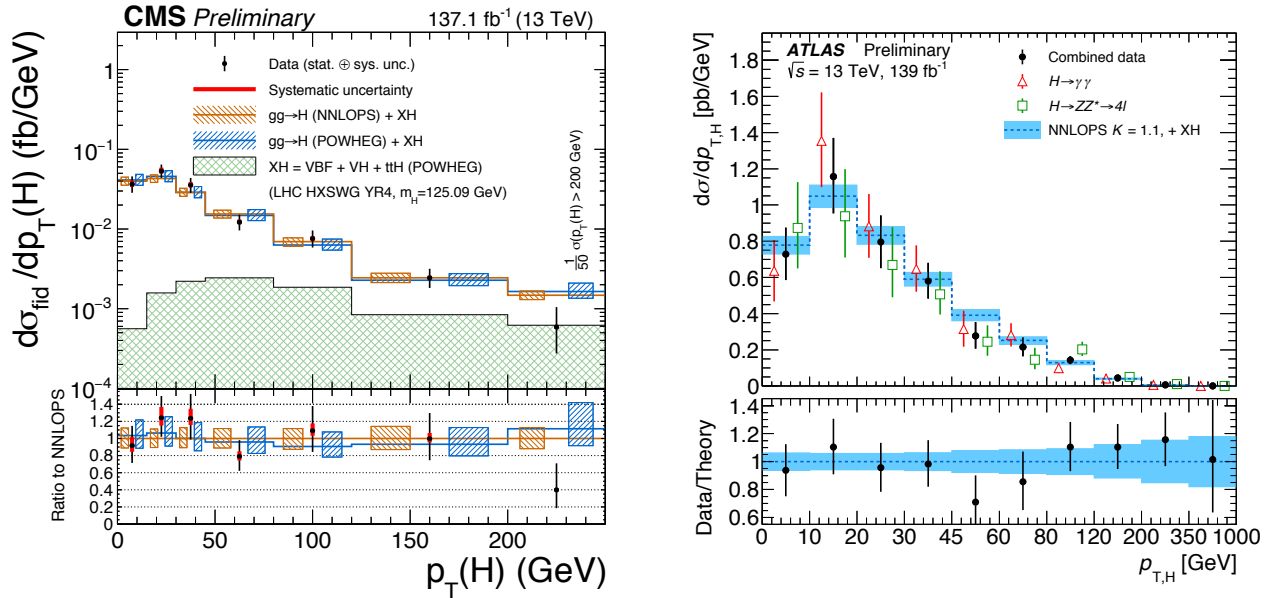 CMS Preliminary 137.1 fb⁻¹ (13 TeV)
dσ_fid /dp_T(H) (fb/GeV)
1
10⁻¹
10⁻²
10⁻³
10⁻⁴
Data (stat. ⊕ sys. unc.)
Systematic uncertainty
gg→H (NNLOPS) + XH
gg→H (POWHEG) + XH
XH = VBF + VH + ttH (POWHEG)
(LHC HXSWG YR4, m_H=125.09 GeV)
1/50 σ(p_T(H) > 200 GeV)
Ratio to NNLOPS
1.4
1.2
1
0.8
0.6
0.4
0.2
0
0 50 100 150 200
p_T(H) (GeV)
dσ/dp_T,H [pb/GeV]
1.8
1.6
1.4
1.2
1
0.8
0.6
0.4
0.2
0
ATLAS Preliminary
√s = 13 TeV, 139 fb⁻¹
Combined data
H→γγ
H→ZZ*→4l
NNLOPS K = 1.1, + XH
Data/Theory
1.4
1.2
1
0.8
0.6
0 10 20 30 45 60 80 120 200 350 1000
p_T,H [GeV]